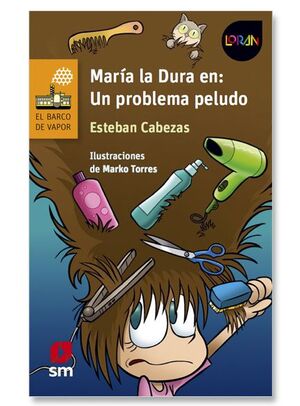 LORAN
María la Dura en:
Un problema peludo
EL BARCO
DE VAPOR
Esteban Cabezas
Ilustraciones
de Marko Torres
sm